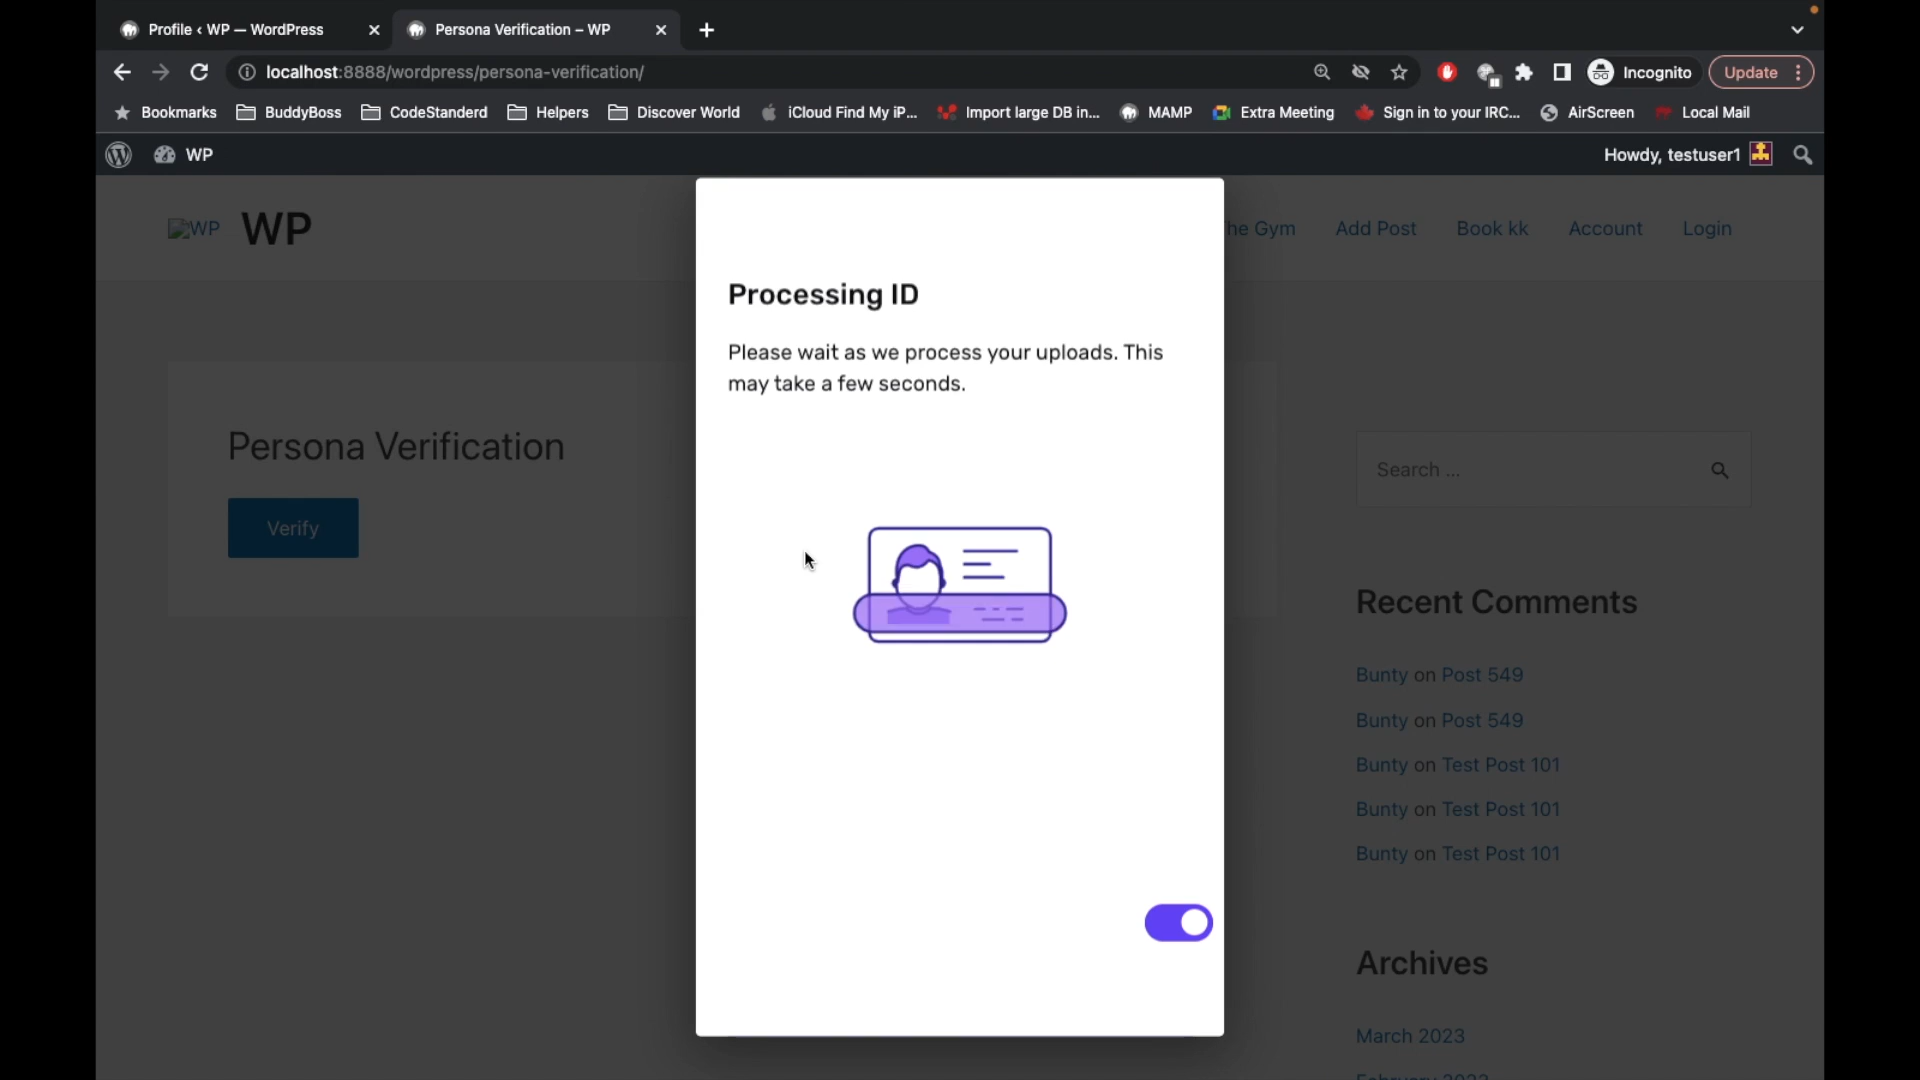 Profile ‹ WP — WordPress
Persona Verification – WP
localhost:8888/wordpress/persona-verification/
Incognito
Update
Bookmarks
BuddyBoss
CodeStanderd
Helpers
Discover World
iCloud Find My iP...
Import large DB in...
MAMP
Extra Meeting
Sign in to your IRC...
AirScreen
Local Mail
WP
Howdy, testuser1
WP
WP
he Gym
Add Post
Book kk
Account
Login
Processing ID
Please wait as we process your uploads. This
may take a few seconds.
Persona Verification
Verify
Search ...
Recent Comments
Bunty on Post 549
Bunty on Post 549
Bunty on Test Post 101
Bunty on Test Post 101
Bunty on Test Post 101
Archives
March 2023
February 2023